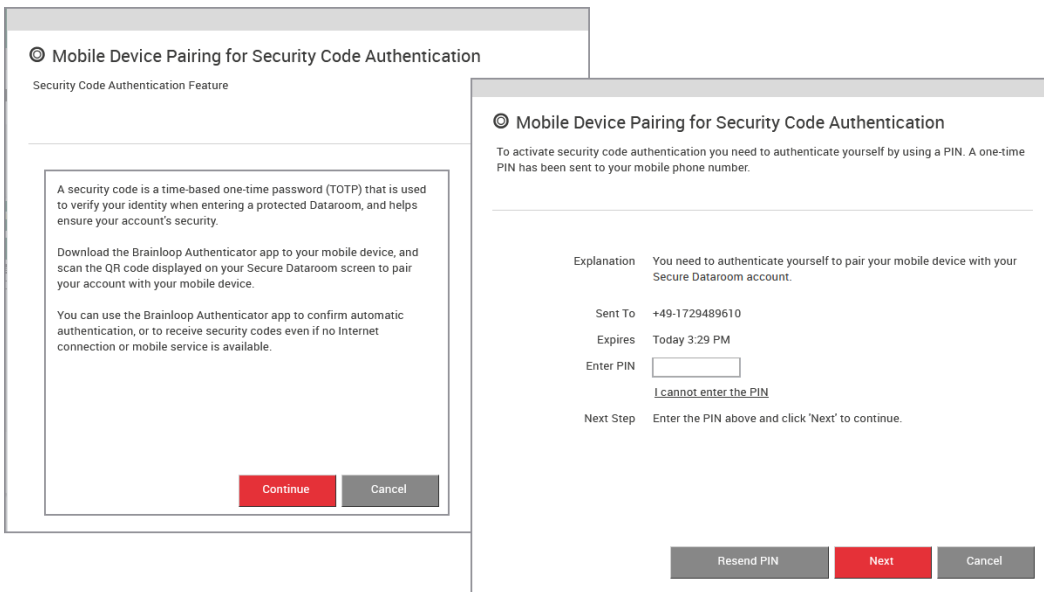 Mobile Device Pairing for Security Code Authentication
Security Code Authentication Feature
A security code is a time-based one-time password (TOTP) that is used
to verify your identity when entering a protected Dataroom, and helps
ensure your account's security.
Download the Brainloop Authenticator app to your mobile device, and
scan the QR code displayed on your Secure Dataroom screen to pair
your account with your mobile device.
You can use the Brainloop Authenticator app to confirm automatic
authentication, or to receive security codes even if no Internet
connection or mobile service is available.
Continue
Cancel
Mobile Device Pairing for Security Code Authentication
To activate security code authentication you need to authenticate yourself by using a PIN. A one-time
PIN has been sent to your mobile phone number.
Explanation You need to authenticate yourself to pair your mobile device with your
Secure Dataroom account.
Sent To +49-1729489610
Expires Today 3:29 PM
Enter PIN
I cannot enter the PIN
Next Step Enter the PIN above and click 'Next' to continue.
Resend PIN
Next
Cancel